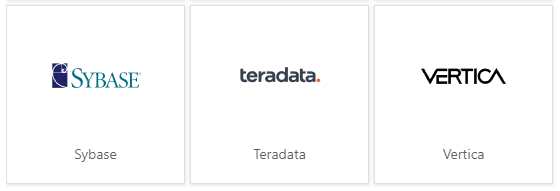 SYBASE
teradata.
VERTICA
Sybase
Teradata
Vertica